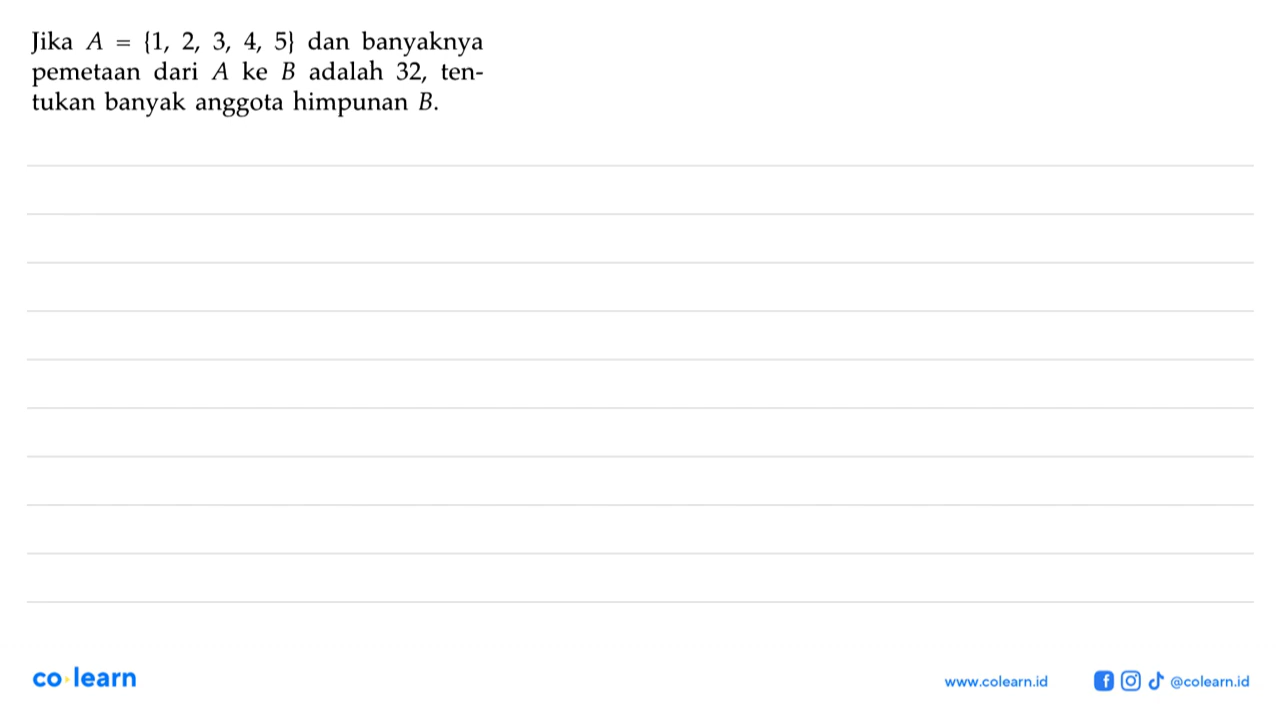 Jika A = {1, 2, 3, 4, 5} dan banyaknya
pemetaan dari A ke B adalah 32, ten-
tukan banyak anggota himpunan B.
co·learn
www.colearn.id
@colearn.id